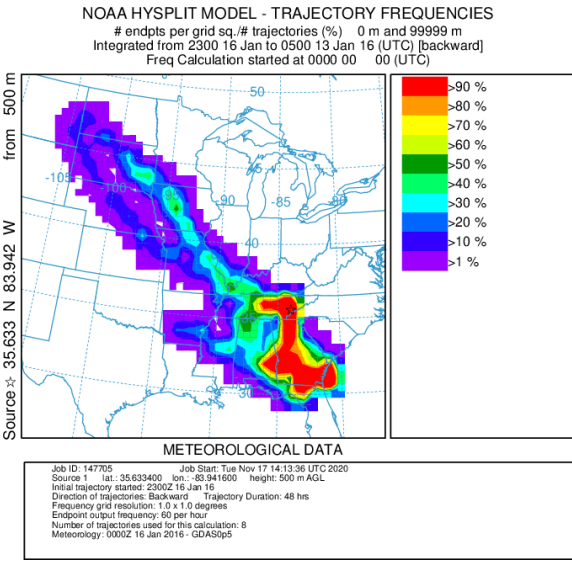 NOAA HYSPLIT MODEL - TRAJECTORY FREQUENCIES
# endpts per grid sq./# trajectories (%)    0 m and 99999 m
Integrated from 2300 16 Jan to 0500 13 Jan 16 (UTC) [backward]
Freq Calculation started at 0000 00    00 (UTC)
Source ☆ 35.633 N 83.942 W    from 500 m
50
-105
-100
-90
-85
40
30
>90 %
>80 %
>70 %
>60 %
>50 %
>40 %
>30 %
>20 %
>10 %
>1 %
METEOROLOGICAL DATA
Job ID: 147705    Job Start: Tue Nov 17 14:13:36 UTC 2020
Source 1    lat.: 35.633400    lon.: -83.941600    height: 500 m AGL
Initial trajectory started: 2300Z 16 Jan 16
Direction of trajectories: Backward    Trajectory Duration: 48 hrs
Frequency grid resolution: 1.0 x 1.0 degrees
Endpoint output frequency: 60 per hour
Number of trajectories used for this calculation: 8
Meteorology: 0000Z 16 Jan 2016 - GDAS0p5